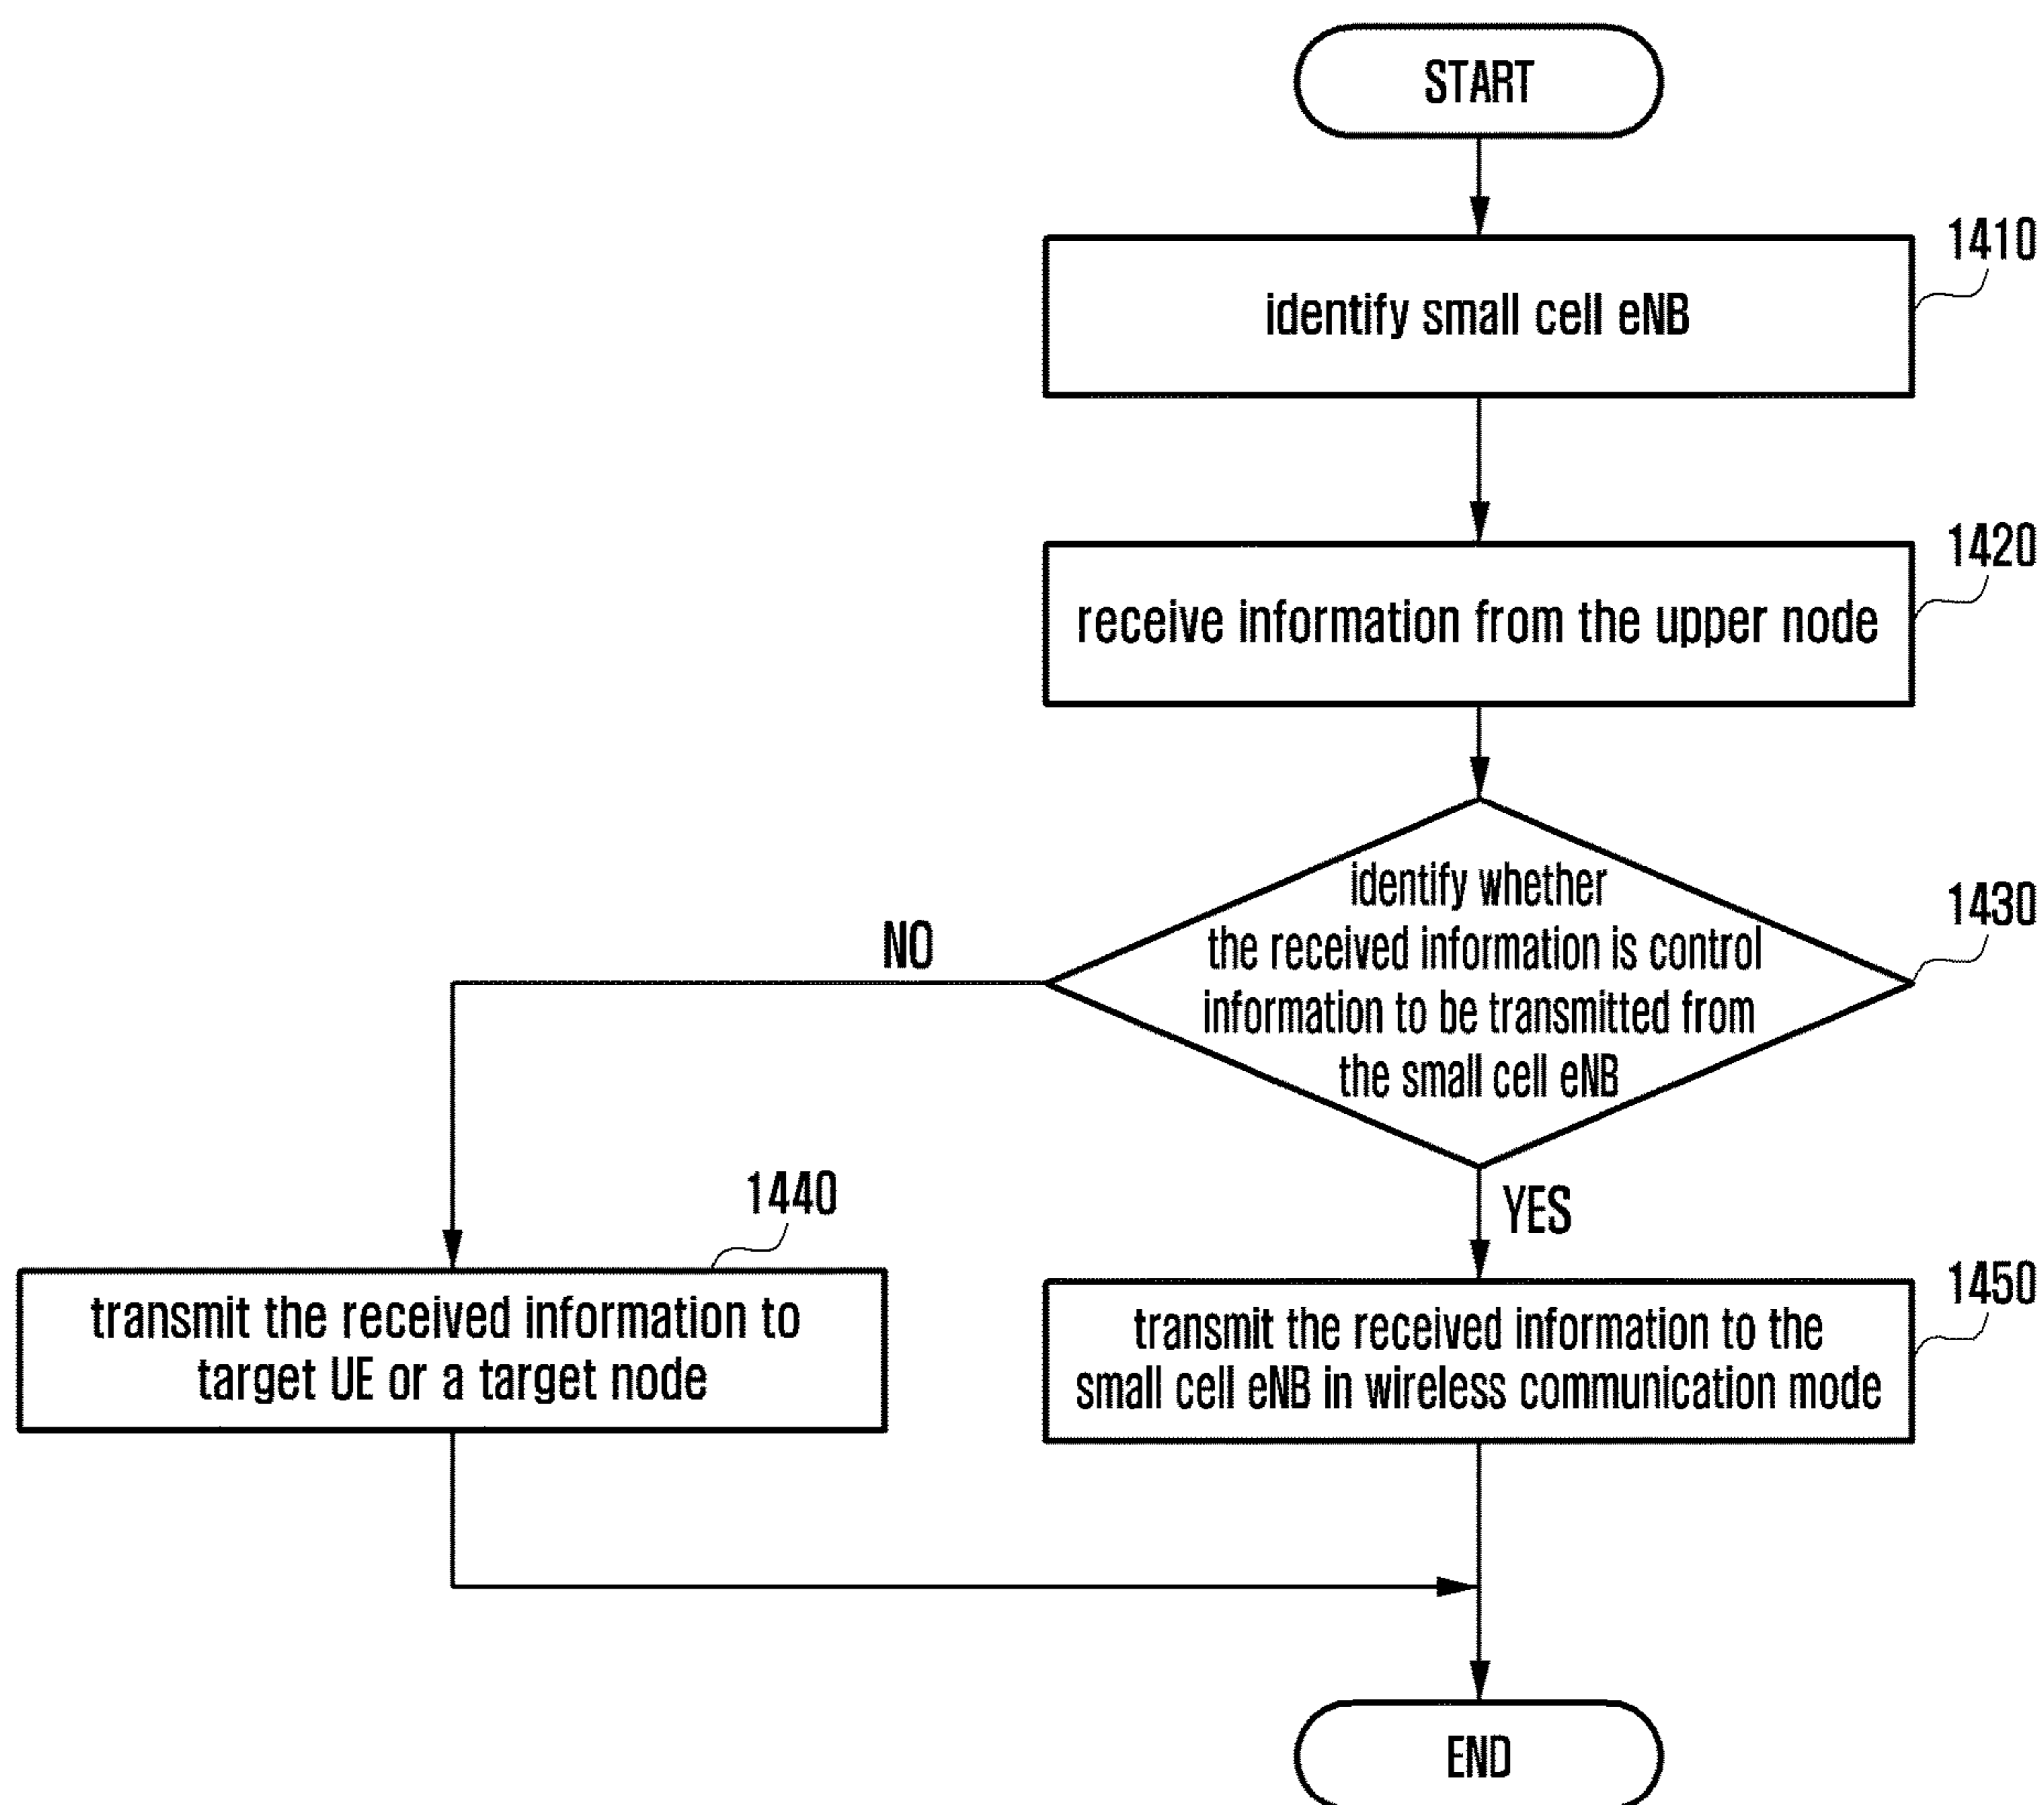 START
1410
identify small cell eNB
1420
receive information from the upper node
1430
identify whether
the received information is control
information to be transmitted from
the small cell eNB
NO
YES
1440
transmit the received information to
target UE or a target node
1450
transmit the received information to the
small cell eNB in wireless communication mode
END